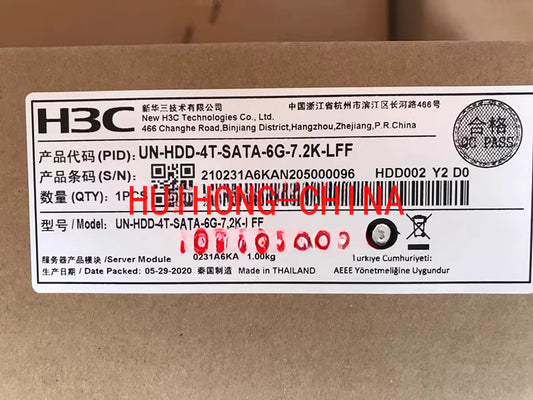 H3C
新华三技术有限公司 中国浙江省杭州市滨江区长河路466号
New H3C Technologies Co., Ltd.
466 Changhe Road,Binjiang District,Hangzhou,Zhejiang,P.R.China
合格
QC PASS
产品代码 (PID): UN-HDD-4T-SATA-6G-7.2K-LFF
产品条码 (S/N): 210231A6KAN205000096 HDD002 Y2 D0
数量 (QTY):
HUTHONG-CHINA
型号 / Model: UN-HDD-4T-SATA-6G-7.2K-LFF
服务器产品模块 /Server Module 0231A6KA 1.00kg
日期 / Date Packed: 05-29-2020 泰国制造 / Made in THAILAND
Türkiye Cumhuriyeti:
AEEE Yönetmeliğine Uygundur